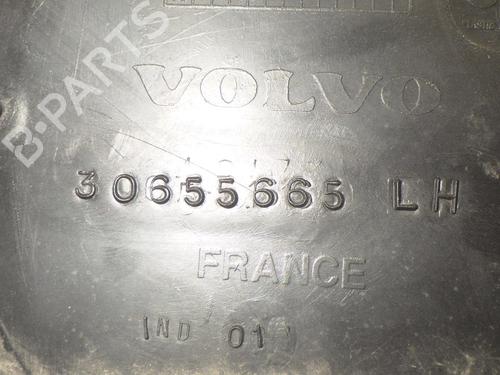 B-PARTS
VOLVO
30655665 LH
FRANCE
IND 01